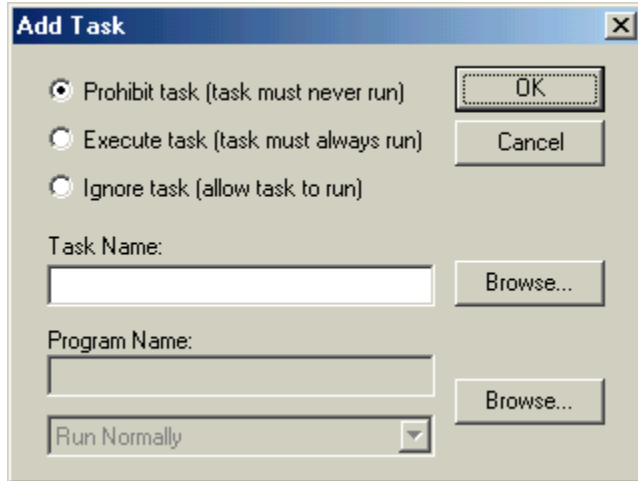 Add Task
Prohibit task (task must never run)
OK
Execute task (task must always run)
Cancel
Ignore task (allow task to run)
Task Name:
Browse...
Program Name:
Browse...
Run Normally